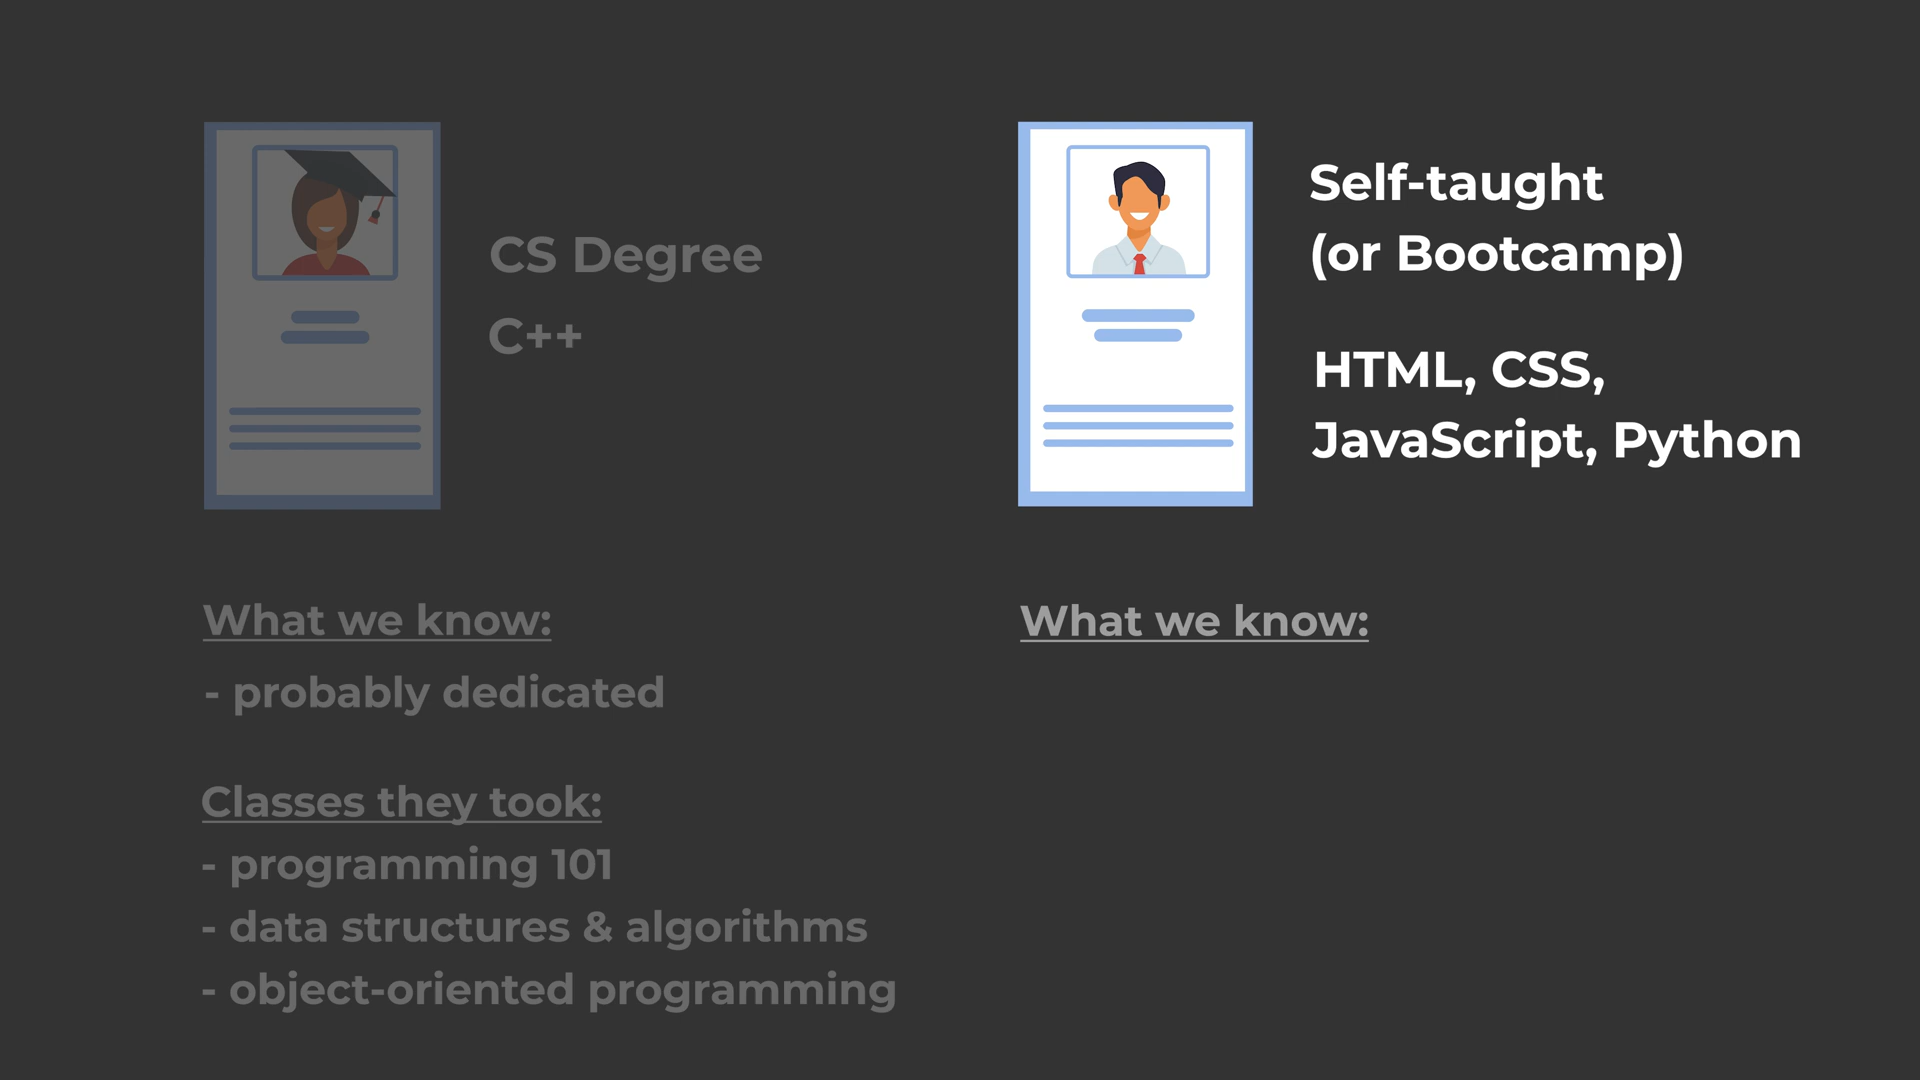 CS Degree
C++
What we know:
- probably dedicated
Classes they took:
- programming 101
- data structures & algorithms
- object-oriented programming
Self-taught
(or Bootcamp)
HTML, CSS,
JavaScript, Python
What we know: